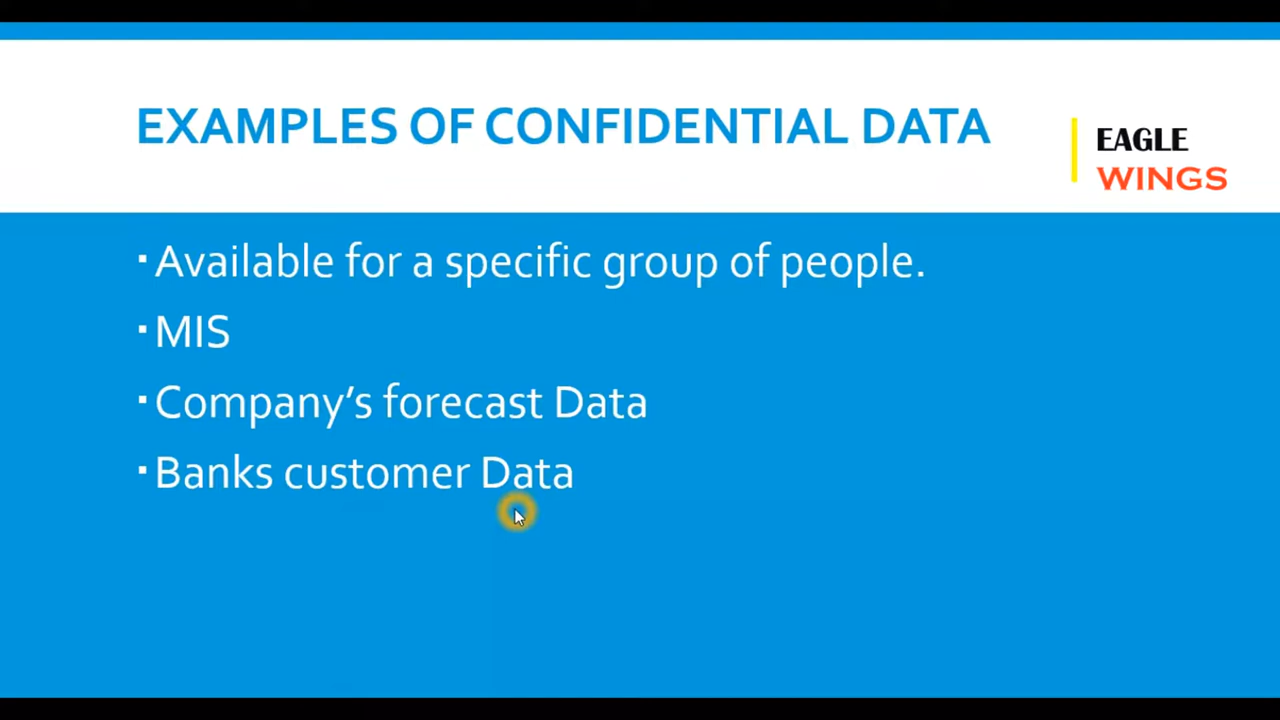 EXAMPLES OF CONFIDENTIAL DATA
EAGLE
WINGS
▪Available for a specific group of people.
▪MIS
▪Company’s forecast Data
▪Banks customer Data